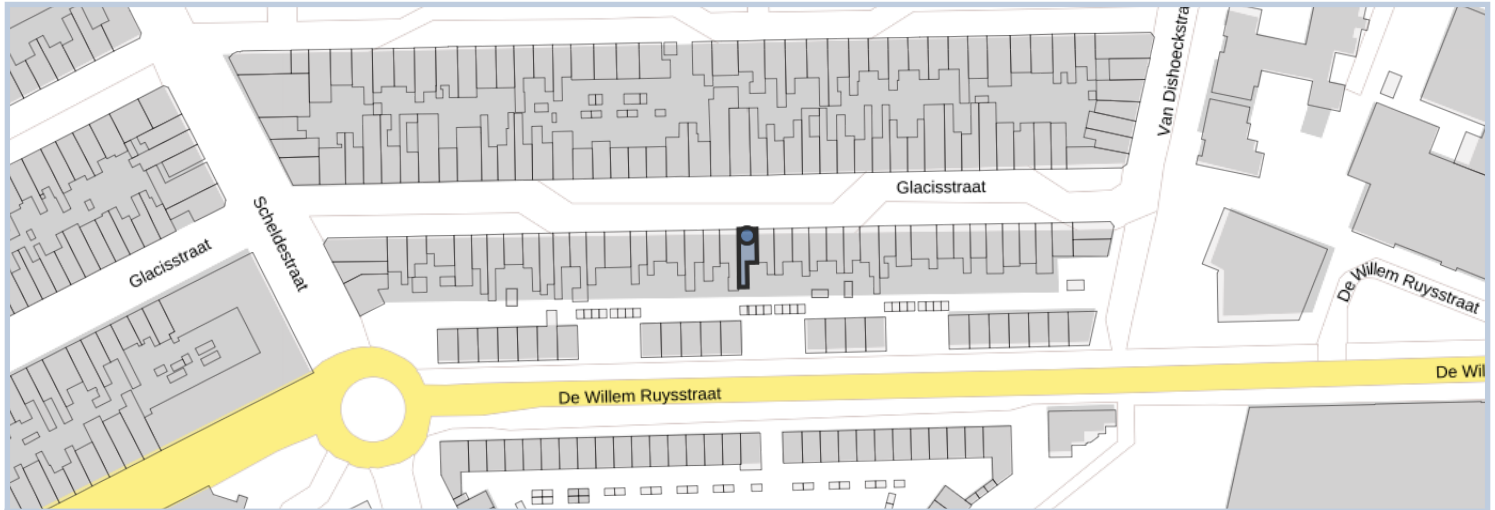 Van Dishoeckstra
Glacisstraat
Scheldestraat
Glacisstraat
De Willem Ruysstraat
De Willem Ruysstraat
De Wil